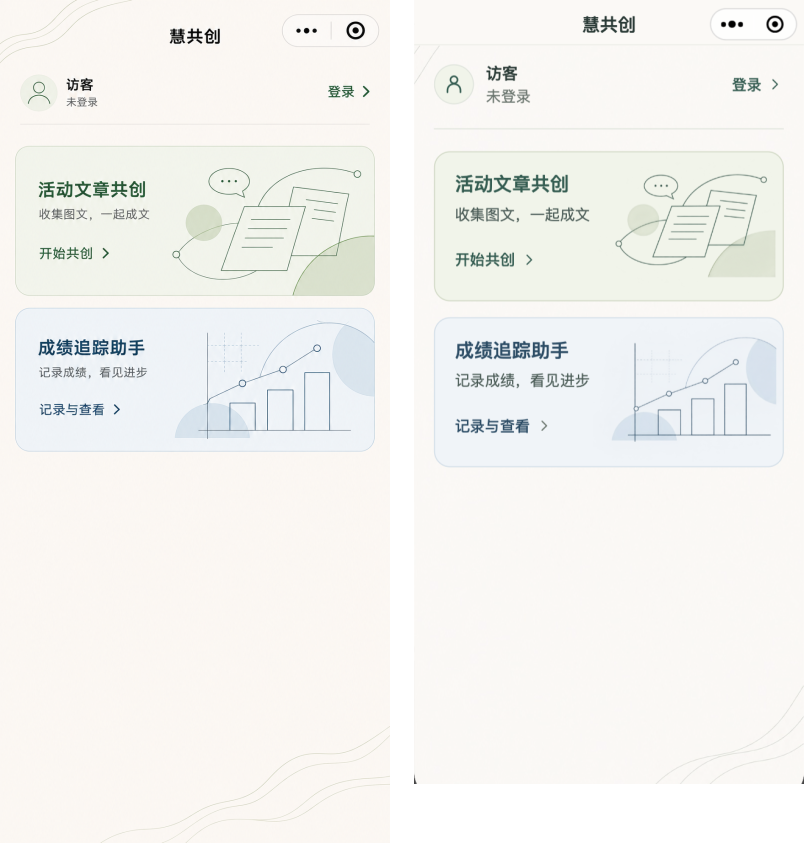 慧共创
访客
未登录
登录
活动文章共创
收集图文，一起成文
开始共创
成绩追踪助手
记录成绩，看见进步
记录与查看
慧共创
访客
未登录
登录
活动文章共创
收集图文，一起成文
开始共创
成绩追踪助手
记录成绩，看见进步
记录与查看